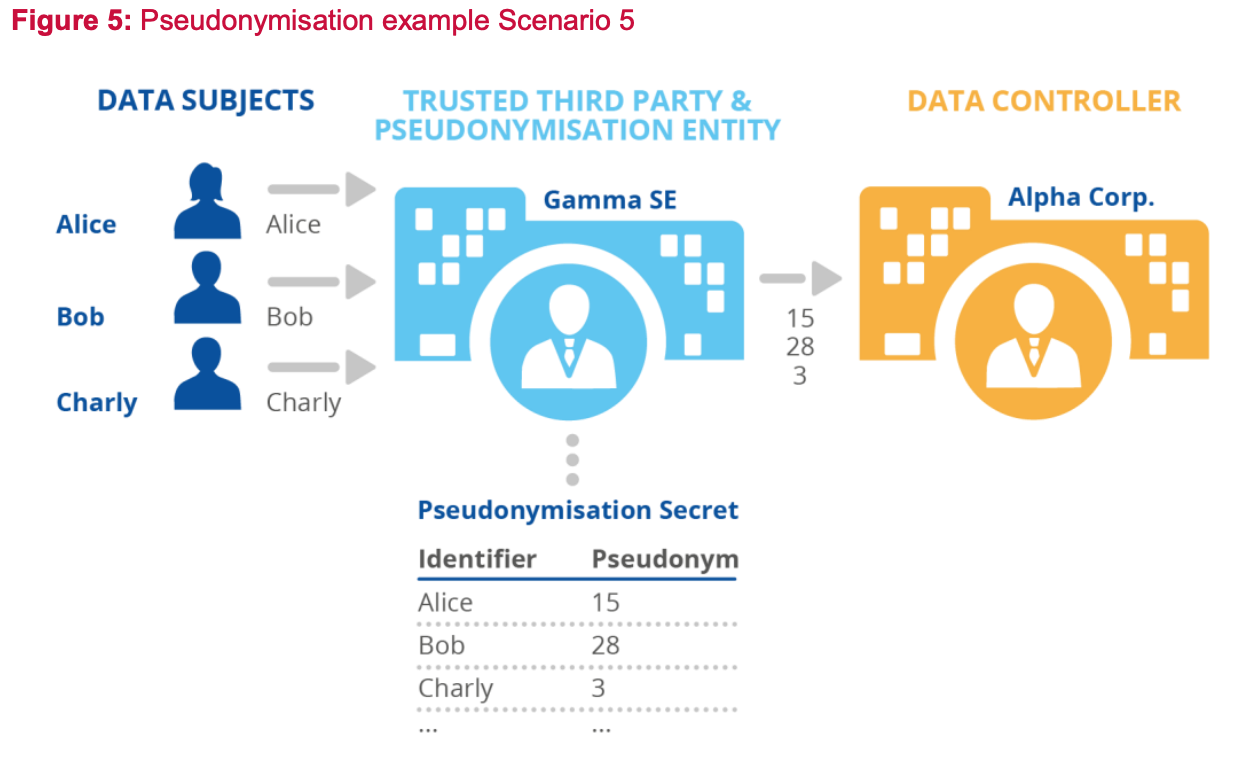 Figure 5: Pseudonymisation example Scenario 5
DATA SUBJECTS
TRUSTED THIRD PARTY &
PSEUDONYMISATION ENTITY
DATA CONTROLLER
Alice
Alice
Bob
Bob
Charly
Charly
Gamma SE
15
28
3
Alpha Corp.
Pseudonymisation Secret
Identifier Pseudonym
Alice 15
Bob 28
Charly 3
... ...